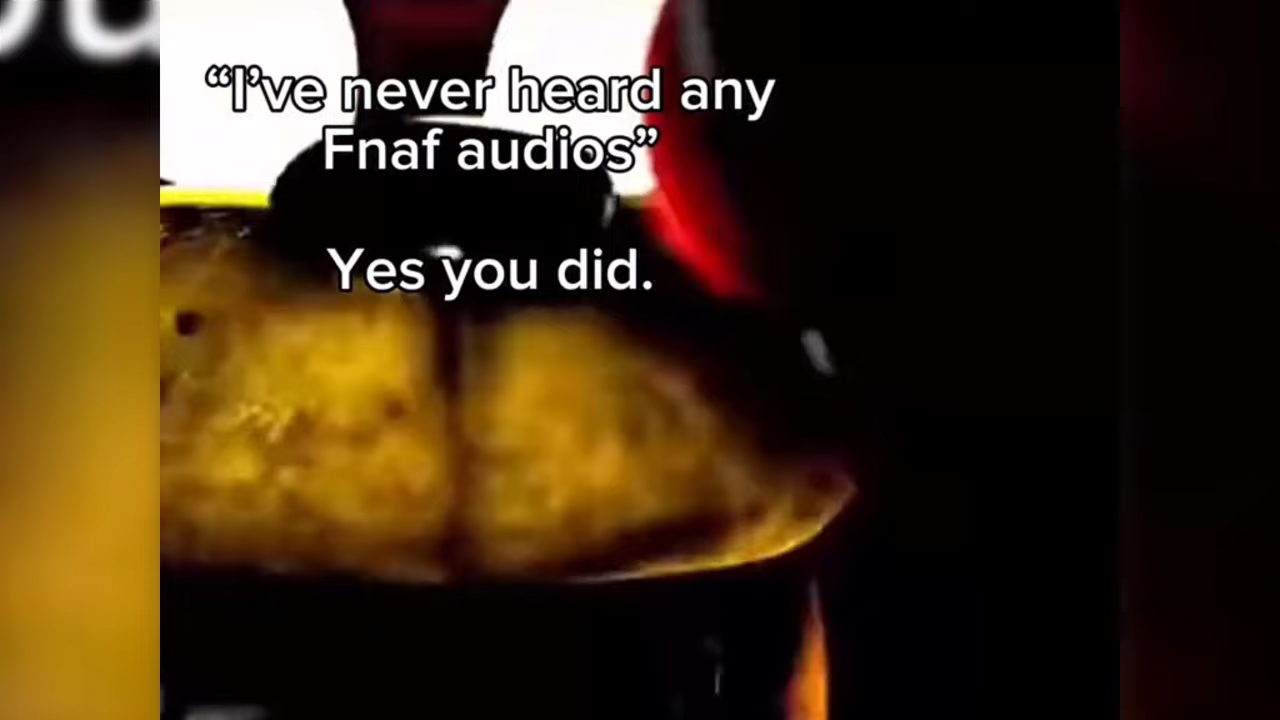 “I’ve never heard any
Fnaf audios”
Yes you did.